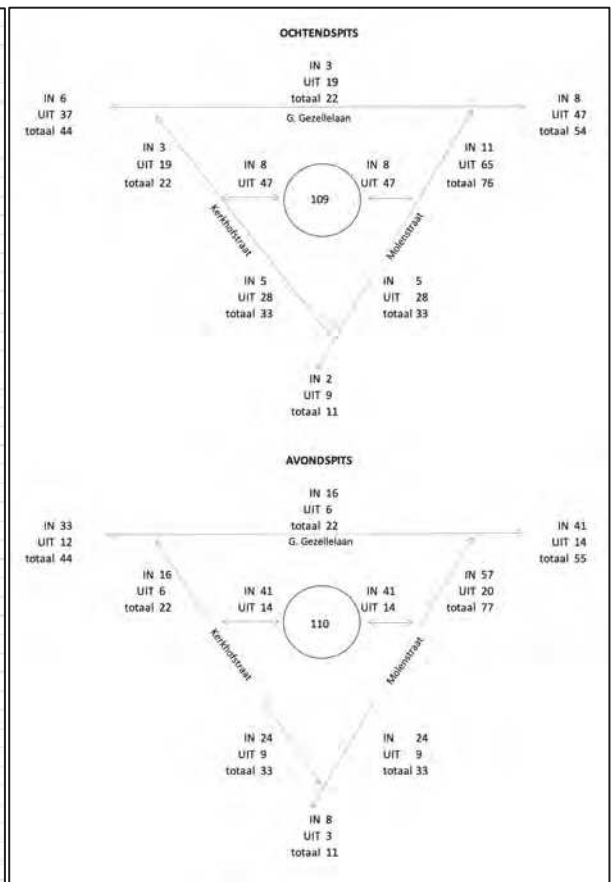 OCHTENDSPITS
IN 3
UIT 19
totaal 22
IN 6
UIT 37
totaal 44
IN 8
UIT 47
totaal 54
G. Gezellelaan
IN 3
UIT 19
totaal 22
IN 8
UIT 47
109
IN 8
UIT 47
IN 11
UIT 65
totaal 76
Kerkhofstraat
Molenstraat
IN 5
UIT 28
totaal 33
IN 5
UIT 28
totaal 33
IN 2
UIT 9
totaal 11
AVONDSPITS
IN 16
UIT 6
totaal 22
IN 33
UIT 12
totaal 44
IN 41
UIT 14
totaal 55
G. Gezellelaan
IN 16
UIT 6
totaal 22
IN 41
UIT 14
110
IN 41
UIT 14
IN 57
UIT 20
totaal 77
Kerkhofstraat
Molenstraat
IN 24
UIT 9
totaal 33
IN 24
UIT 9
totaal 33
IN 8
UIT 3
totaal 11